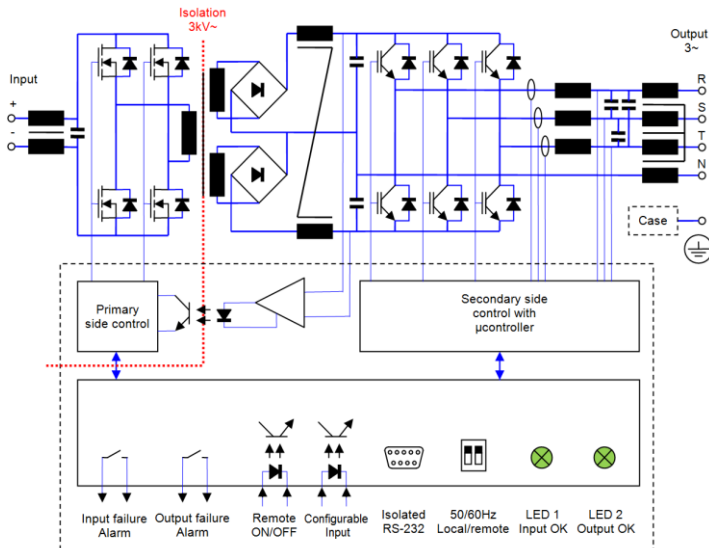 Isolation
3kV~
Output
3~
Input
+
-
R
S
T
N
Case
Primary
side control
Secondary side
control with
µcontroller
Input failure
Alarm
Output failure
Alarm
Remote
ON/OFF
Configurable
Input
Isolated
RS-232
50/60Hz
Local/remote
LED 1
Input OK
LED 2
Output OK